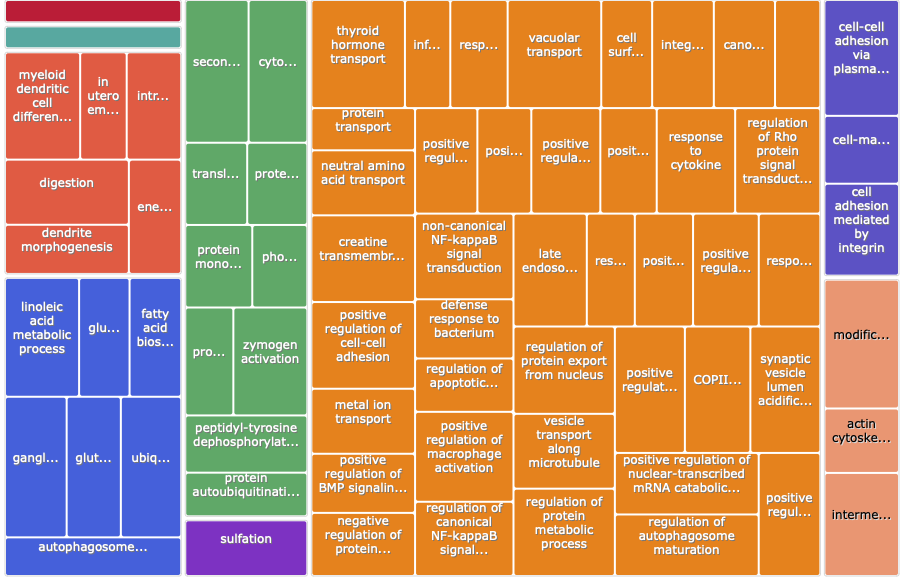 myeloid
dendritic
cell
differen...
in
utero
em...
intr...
digestion
ene...
dendrite
morphogenesis
linoleic
acid
metabolic
process
glu...
fatty
acid
bios...
gangl...
glut...
ubiq...
autophagosome...
secon...
cyto...
transl...
prote...
protein
mono...
pho...
pro...
zymogen
activation
peptidyl-tyrosine
dephosphorylat...
protein
autoubiquitinati...
sulfation
thyroid
hormone
transport
inf...
resp...
vacuolar
transport
cell
surf...
integ...
cano...
protein
transport
neutral amino
acid transport
creatine
transmembr...
positive
regulation of
cell-cell
adhesion
metal ion
transport
positive
regulation of
BMP signalin...
negative
regulation of
protein...
positive
regul...
posi...
positive
regula...
posit...
response
to
cytokine
regulation
of Rho
protein
signal
transduct...
non-canonical
NF-kappaB
signal
transduction
defense
response to
bacterium
regulation of
apoptotic...
positive
regulation of
macrophage
activation
regulation of
canonical
NF-kappaB
signal...
late
endoso...
res...
posit...
positive
regula...
respo...
regulation of
protein export
from nucleus
vesicle
transport
along
microtubule
regulation of
protein
metabolic
process
positive
regulat...
COPII...
synaptic
vesicle
lumen
acidific...
positive regulation of
nuclear-transcribed
mRNA catabolic...
regulation of
autophagosome
maturation
positive
regul...
cell-cell
adhesion
via
plasma...
cell-ma...
cell
adhesion
mediated
by
integrin
modific...
actin
cytoske...
interme...